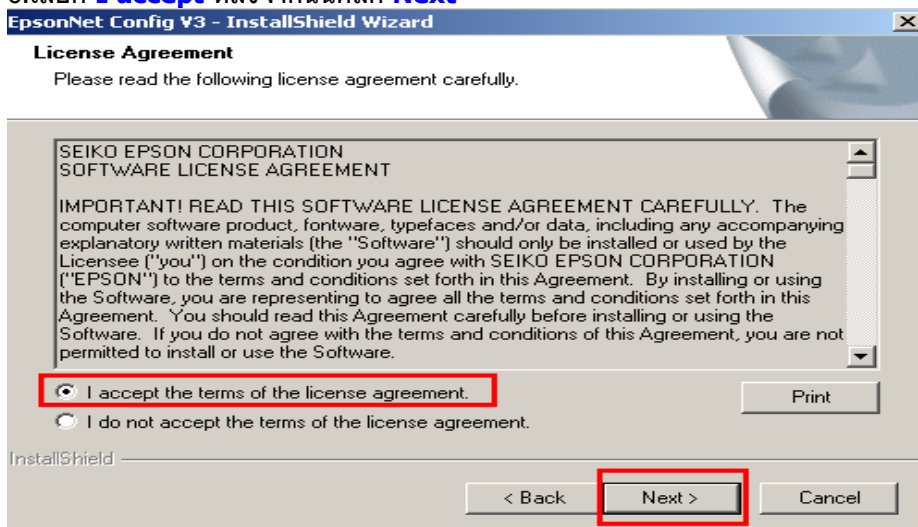 I accept Next
EpsonNet Config V3 - InstallShield Wizard
License Agreement
Please read the following license agreement carefully.
SEIKO EPSON CORPORATION
SOFTWARE LICENSE AGREEMENT
IMPORTANT! READ THIS SOFTWARE LICENSE AGREEMENT CAREFULLY. The
computer software product, fontware, typefaces and/or data, including any accompanying
explanatory written materials (the "Software") should only be installed or used by the
Licensee ("you") on the condition you agree with SEIKO EPSON CORPORATION
("EPSON") to the terms and conditions set forth in this Agreement. By installing or using
the Software, you are representing to agree all the terms and conditions set forth in this
Agreement. You should read this Agreement carefully before installing or using the
Software. If you do not agree with the terms and conditions of this Agreement, you are not
permitted to install or use the Software.
I accept the terms of the license agreement.
Print
I do not accept the terms of the license agreement.
InstallShield
< Back Next > Cancel